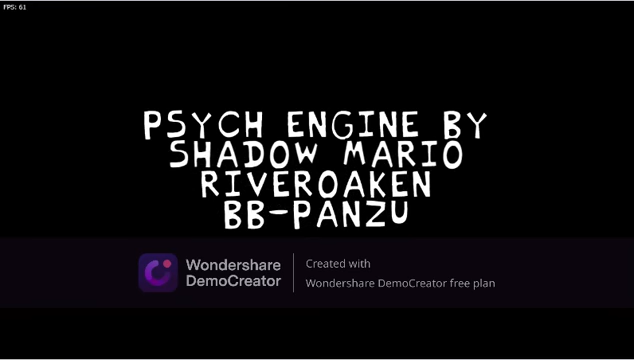 FPS: 61
PSYCH ENGINE BY
SHADOW MARIO
RIVEROAKEN
BB-PANZU
Wondershare
DemoCreator
Created with
Wondershare DemoCreator free plan